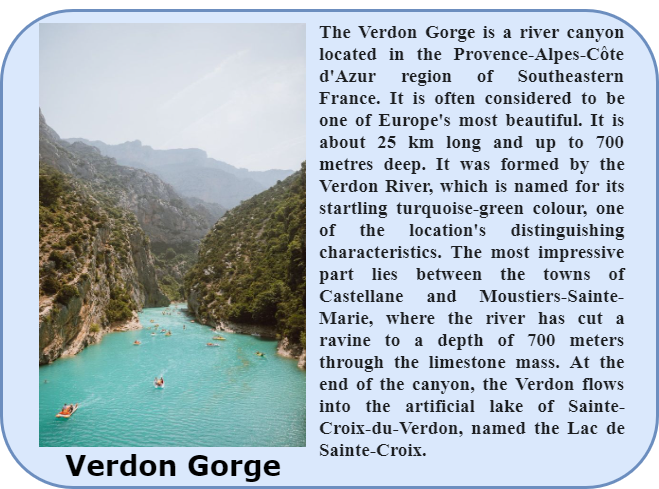 The Verdon Gorge is a river canyon
located in the Provence-Alpes-Côte
d'Azur region of Southeastern
France. It is often considered to be
one of Europe's most beautiful. It is
about 25 km long and up to 700
metres deep. It was formed by the
Verdon River, which is named for its
startling turquoise-green colour, one
of the location's distinguishing
characteristics. The most impressive
part lies between the towns of
Castellane and Moustiers-Sainte-
Marie, where the river has cut a
ravine to a depth of 700 meters
through the limestone mass. At the
end of the canyon, the Verdon flows
into the artificial lake of Sainte-
Croix-du-Verdon, named the Lac de
Sainte-Croix.
Verdon Gorge